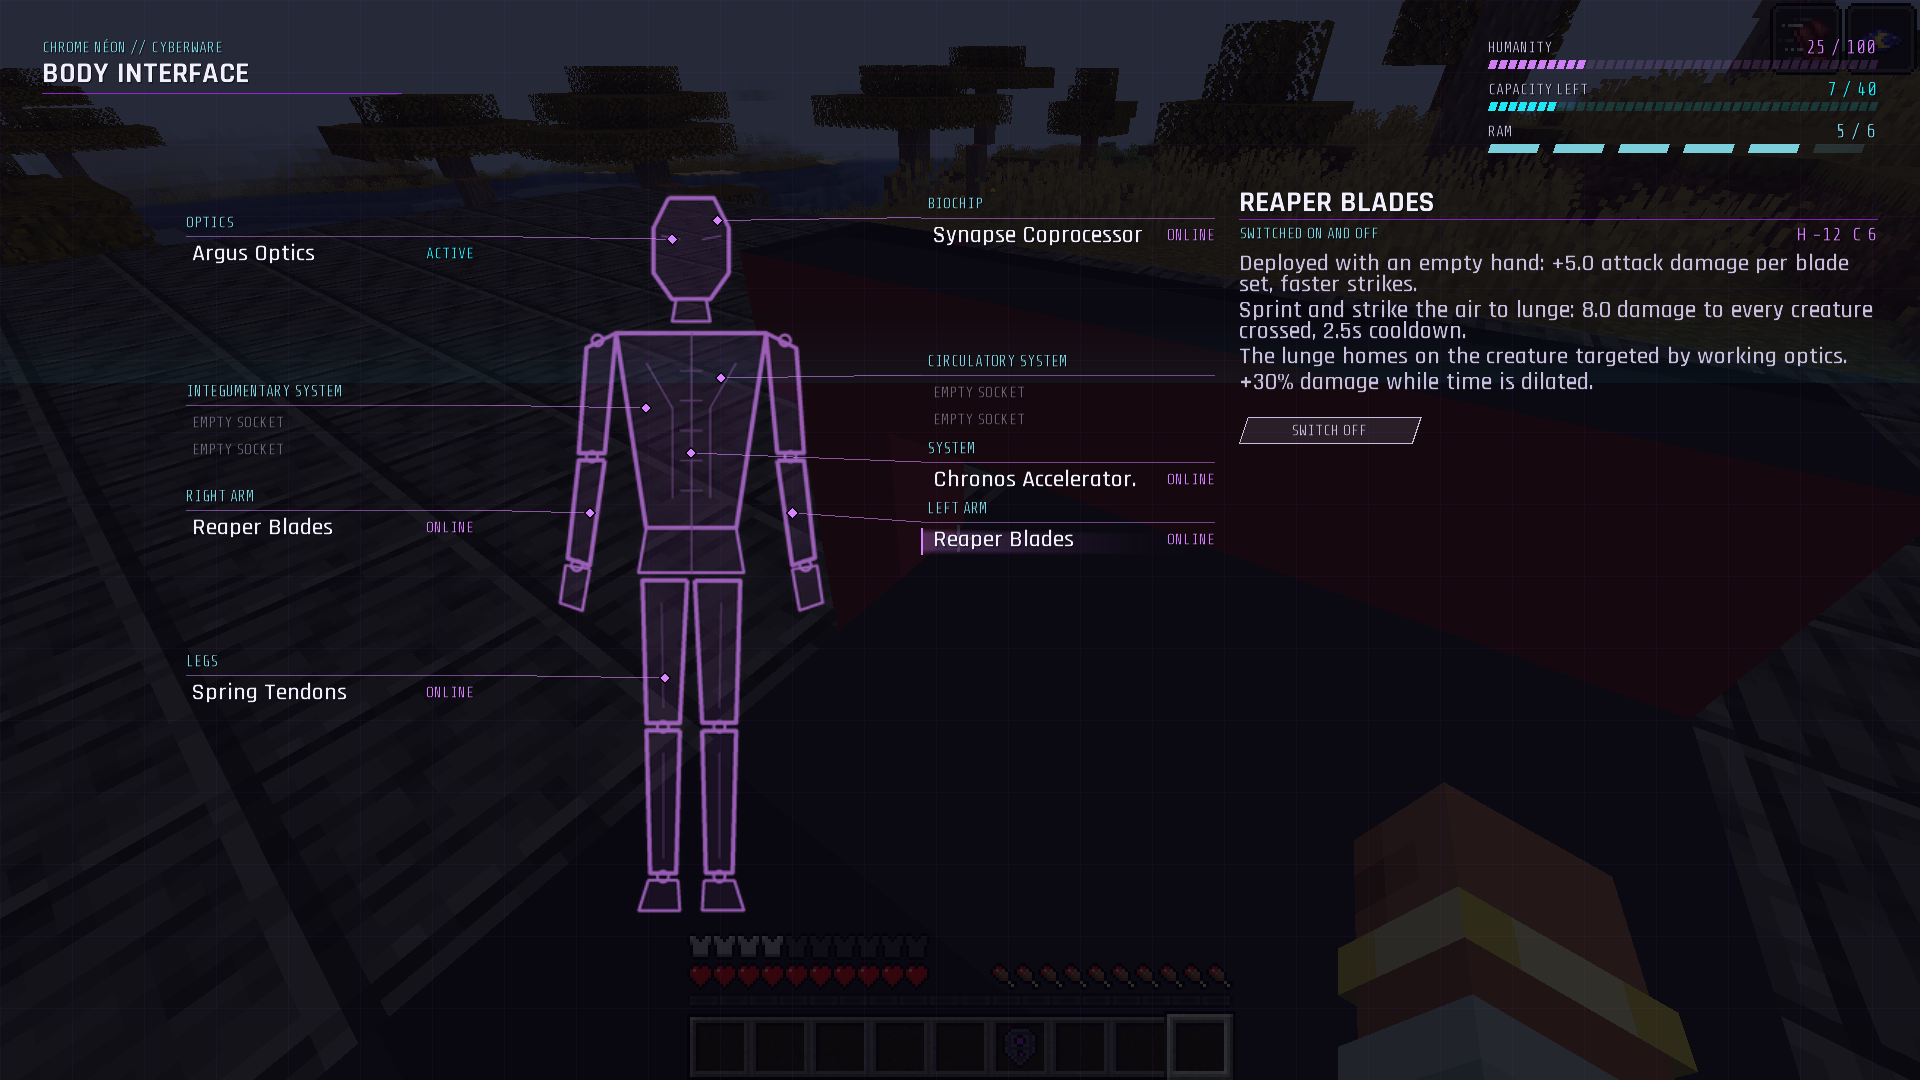 CHROME NÉON // CYBERWARE
BODY INTERFACE
HUMANITY 25 / 100
CAPACITY LEFT 7 / 40
RAM 5 / 6
OPTICS
Argus Optics ACTIVE
INTEGUMENTARY SYSTEM
EMPTY SOCKET
EMPTY SOCKET
RIGHT ARM
Reaper Blades ONLINE
LEGS
Spring Tendons ONLINE
BIOCHIP
Synapse Coprocessor ONLINE
CIRCULATORY SYSTEM
EMPTY SOCKET
EMPTY SOCKET
SYSTEM
Chronos Accelerator. ONLINE
LEFT ARM
Reaper Blades ONLINE
REAPER BLADES
SWITCHED ON AND OFF H -12 C 6
Deployed with an empty hand: +5.0 attack damage per blade
set, faster strikes.
Sprint and strike the air to lunge: 8.0 damage to every creature
crossed, 2.5s cooldown.
The lunge homes on the creature targeted by working optics.
+30% damage while time is dilated.
SWITCH OFF